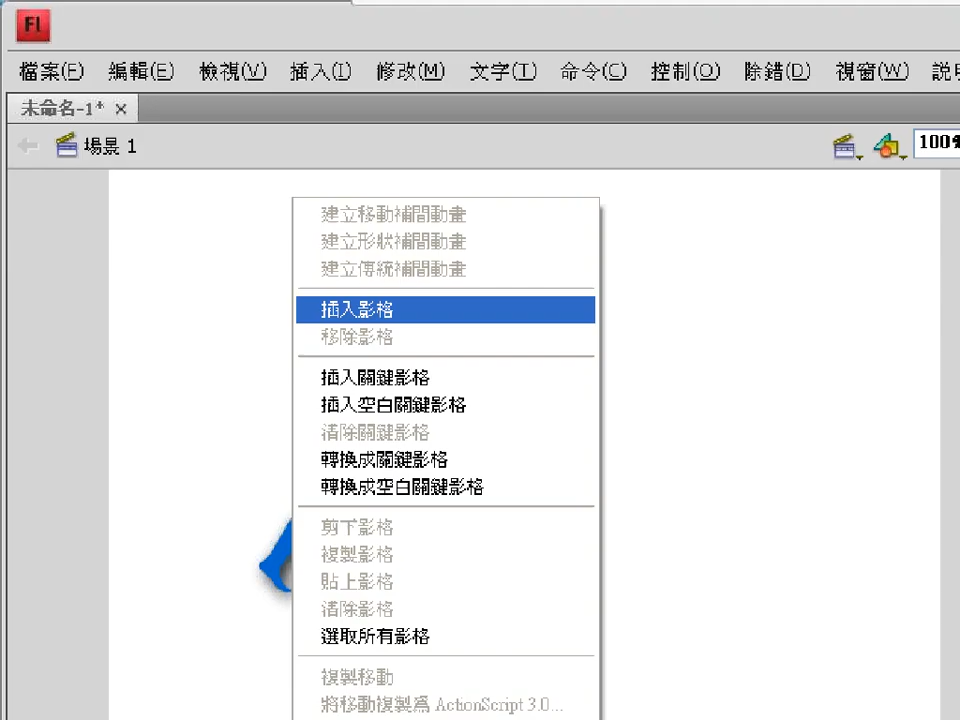 Fl
檔案(F) 編輯(E) 檢視(V) 插入(I) 修改(M) 文字(T) 命令(C) 控制(O) 除錯(D) 視窗(W) 說明
未命名-1* ×
場景 1 100%
建立移動補間動畫
建立形狀補間動畫
建立傳統補間動畫
插入影格
移除影格
插入關鍵影格
插入空白關鍵影格
清除關鍵影格
轉換成關鍵影格
轉換成空白關鍵影格
剪下影格
複製影格
貼上影格
清除影格
選取所有影格
複製移動
將移動複製爲 ActionScript 3.0...